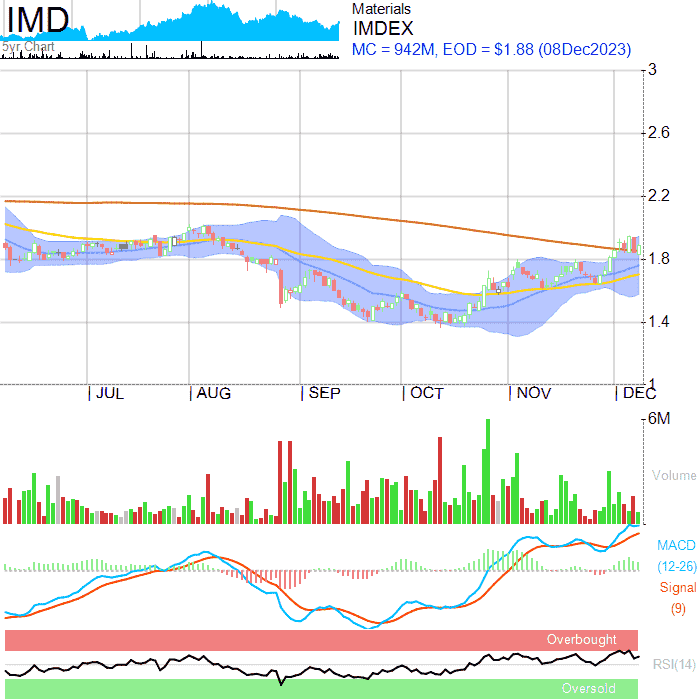 IMD
5yr Chart
Materials
IMDEX
MC = 942M, EOD = $1.88 (08Dec2023)
3
2.6
2.2
1.8
1.4
1
JUL AUG SEP OCT NOV DEC
6M
Volume
MACD
(12-26)
Signal
(9)
Overbought
RSI(14)
Oversold